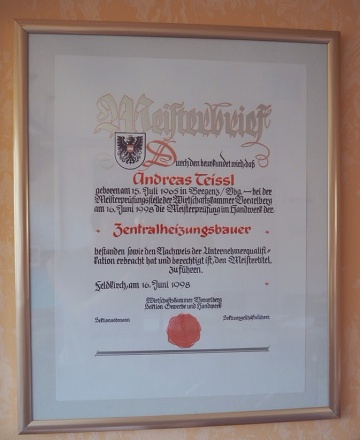 Meisterbrief
Durch den beurkundet wird, daß
Andreas Teissl
geboren am 15. Juli 1965 in Bregenz / Vbg. – bei der
Meisterprüfungsstelle der Wirtschaftskammer Vorarlberg
am 16. Juni 1998 die Meisterprüfung im Handwerk der
Zentralheizungsbauer
bestanden sowie den Nachweis der Unternehmerqualifi-
kation erbracht hat und berechtigt ist, den Meistertitel
zu führen.
Feldkirch, am 16. Juni 1998
Wirtschaftskammer Vorarlberg
Sektion Gewerbe und Handwerk
Sektionsobmann
Sektionsgeschäftsführer